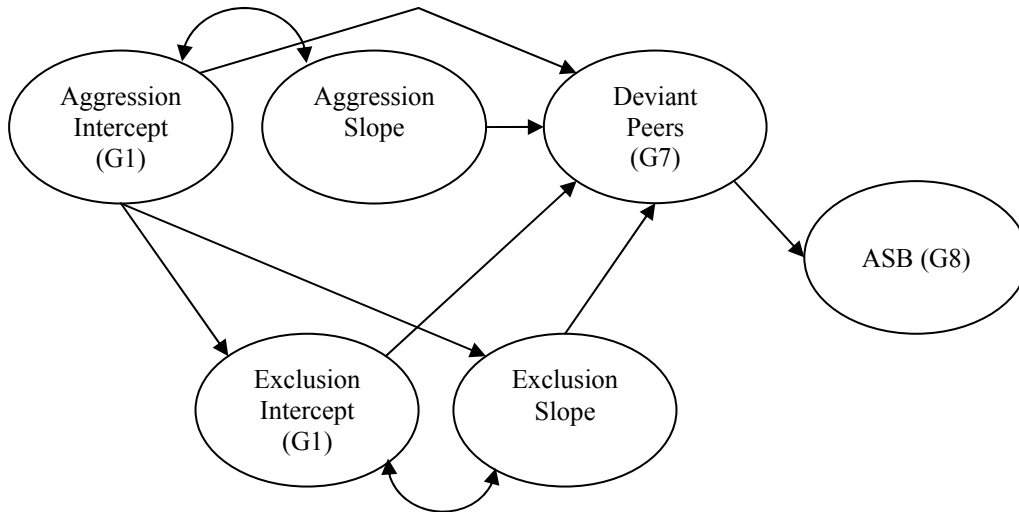 Aggression
Intercept
(G1)
Aggression
Slope
Deviant
Peers
(G7)
ASB (G8)
Exclusion
Intercept
(G1)
Exclusion
Slope